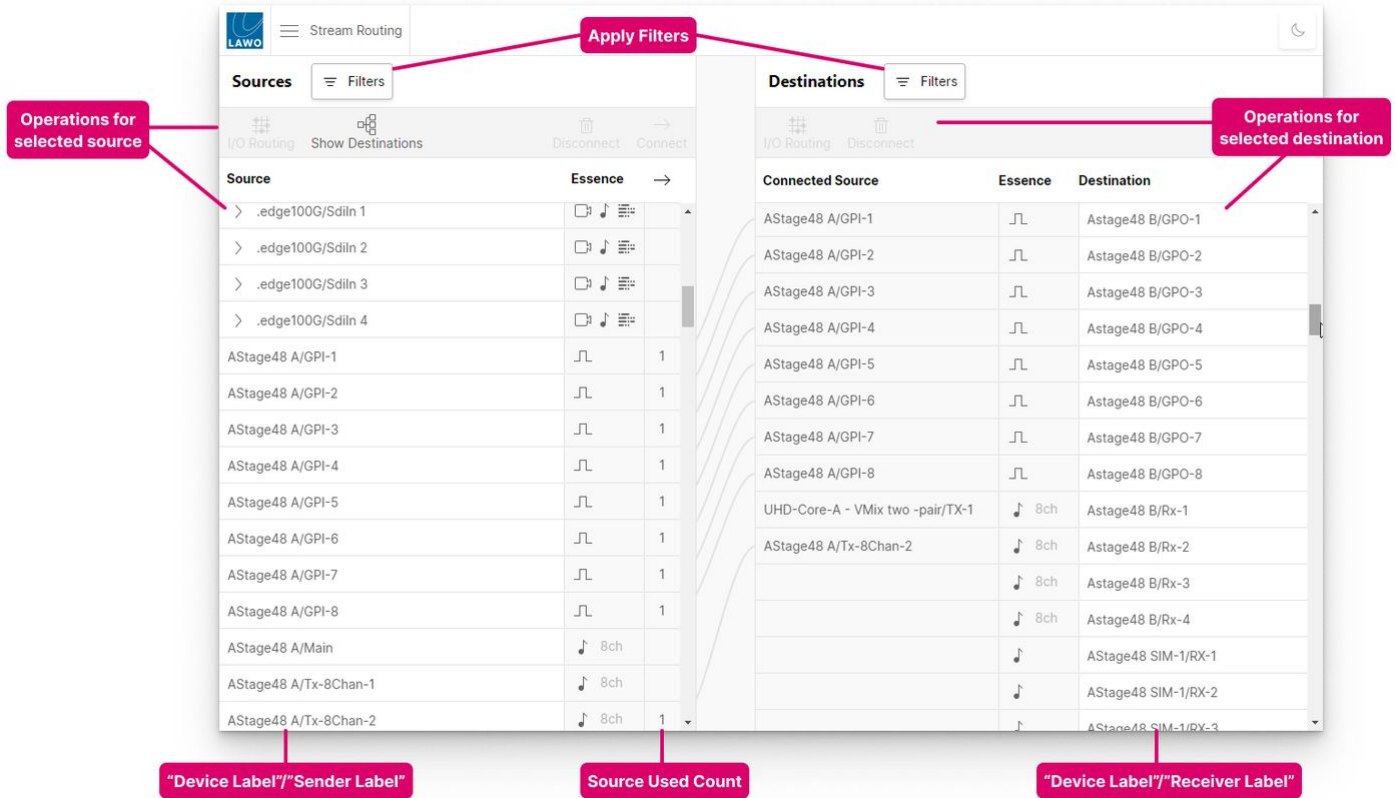 LAWO
Stream Routing
Apply Filters
Sources
Filters
Destinations
Filters
Operations for
selected source
Operations for
selected destination
I/O Routing
Show Destinations
Disconnect
Connect
I/O Routing
Disconnect
Source
Essence
→
Connected Source
Essence
Destination
.edge100G/SdiIn 1
.edge100G/SdiIn 2
.edge100G/SdiIn 3
.edge100G/SdiIn 4
AStage48 A/GPI-1 1
AStage48 A/GPI-2 1
AStage48 A/GPI-3 1
AStage48 A/GPI-4 1
AStage48 A/GPI-5 1
AStage48 A/GPI-6 1
AStage48 A/GPI-7 1
AStage48 A/GPI-8 1
AStage48 A/Main 8ch
AStage48 A/Tx-8Chan-1 8ch
AStage48 A/Tx-8Chan-2 8ch 1
AStage48 A/GPI-1 Astage48 B/GPO-1
AStage48 A/GPI-2 Astage48 B/GPO-2
AStage48 A/GPI-3 Astage48 B/GPO-3
AStage48 A/GPI-4 Astage48 B/GPO-4
AStage48 A/GPI-5 Astage48 B/GPO-5
AStage48 A/GPI-6 Astage48 B/GPO-6
AStage48 A/GPI-7 Astage48 B/GPO-7
AStage48 A/GPI-8 Astage48 B/GPO-8
UHD-Core-A - VMix two -pair/TX-1 8ch Astage48 B/Rx-1
AStage48 A/Tx-8Chan-2 8ch Astage48 B/Rx-2
8ch Astage48 B/Rx-3
8ch Astage48 B/Rx-4
AStage48 SIM-1/RX-1
AStage48 SIM-1/RX-2
AStage48 SIM-1/RX-3
“Device Label”/”Sender Label”
Source Used Count
“Device Label”/”Receiver Label”